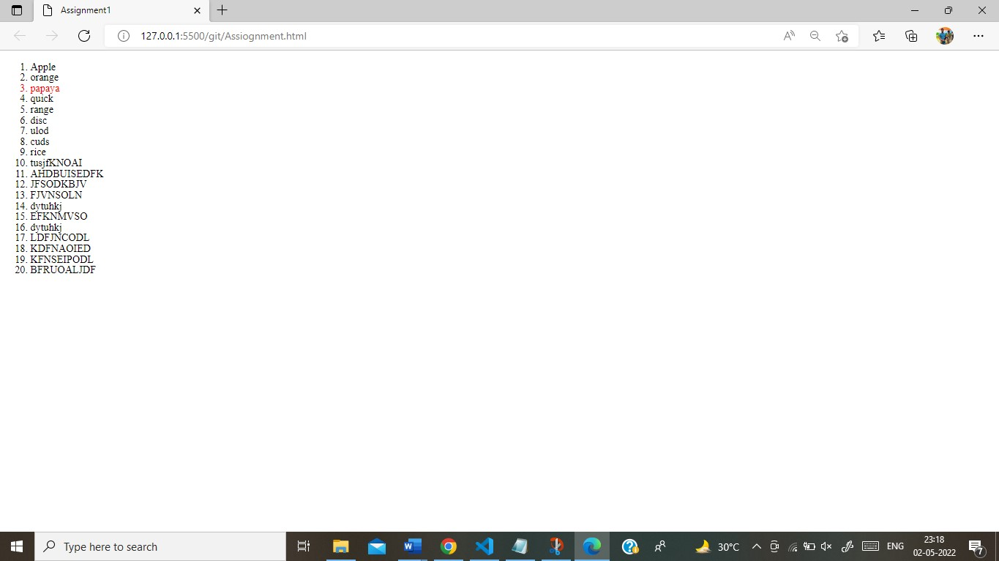 Assignment1
127.0.0.1:5500/git/Assiognment.html
1. Apple
2. orange
3. papaya
4. quick
5. range
6. disc
7. ulod
8. cuds
9. rice
10. tusjfKNOAI
11. AHDBUISEDFK
12. JFSODKBJV
13. FJVNSOLN
14. dytuhkj
15. EFKNMVSO
16. dytuhkj
17. LDFJNCODL
18. KDFNAOIED
19. KFNSEIPODL
20. BFRUOALJDF
Type here to search
30°C
ENG
23:18
02-05-2022
7